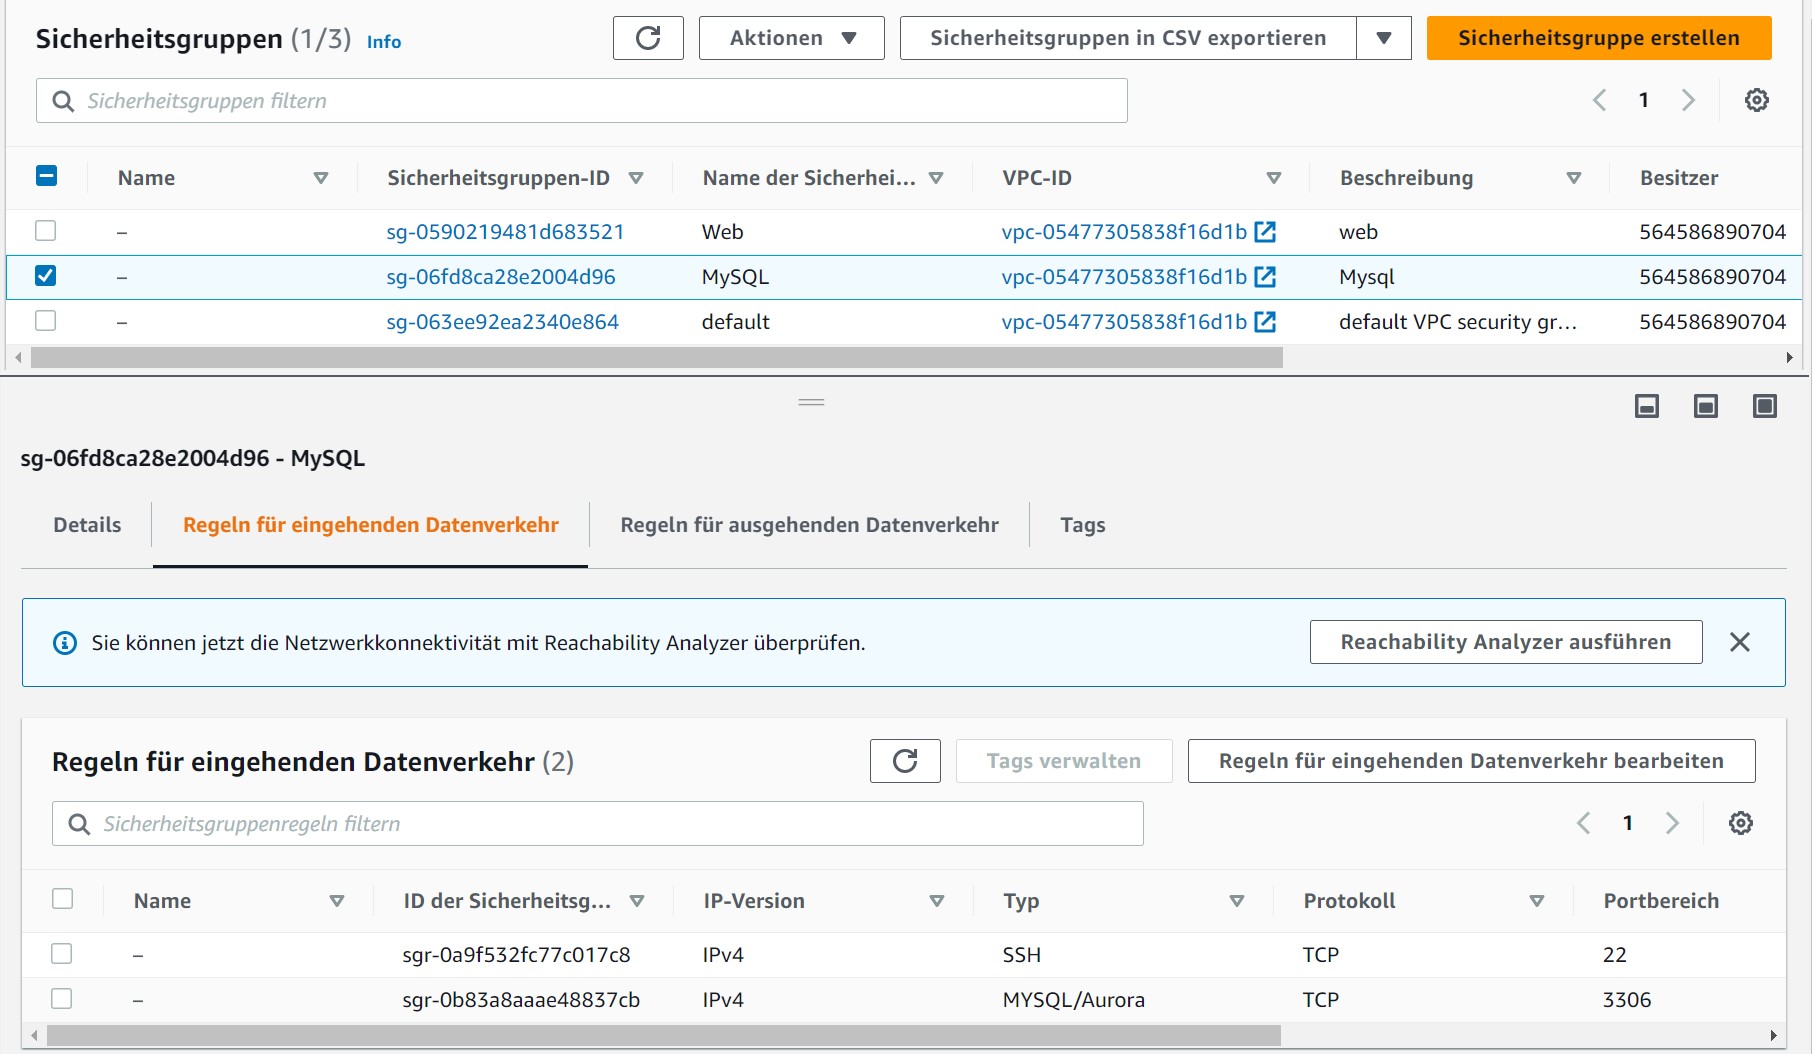 Sicherheitsgruppen (1/3) Info
Aktionen
Sicherheitsgruppen in CSV exportieren
Sicherheitsgruppe erstellen
Sicherheitsgruppen filtern
1
Name Sicherheitsgruppen-ID Name der Sicherhei... VPC-ID Beschreibung Besitzer
– sg-0590219481d683521 Web vpc-05477305838f16d1b web 564586890704
– sg-06fd8ca28e2004d96 MySQL vpc-05477305838f16d1b Mysql 564586890704
– sg-063ee92ea2340e864 default vpc-05477305838f16d1b default VPC security gr... 564586890704
sg-06fd8ca28e2004d96 - MySQL
Details Regeln für eingehenden Datenverkehr Regeln für ausgehenden Datenverkehr Tags
Sie können jetzt die Netzwerkkonnektivität mit Reachability Analyzer überprüfen.
Reachability Analyzer ausführen
Regeln für eingehenden Datenverkehr (2)
Tags verwalten
Regeln für eingehenden Datenverkehr bearbeiten
Sicherheitsgruppenregeln filtern
1
Name ID der Sicherheitsg... IP-Version Typ Protokoll Portbereich
– sgr-0a9f532fc77c017c8 IPv4 SSH TCP 22
– sgr-0b83a8aaae48837cb IPv4 MYSQL/Aurora TCP 3306